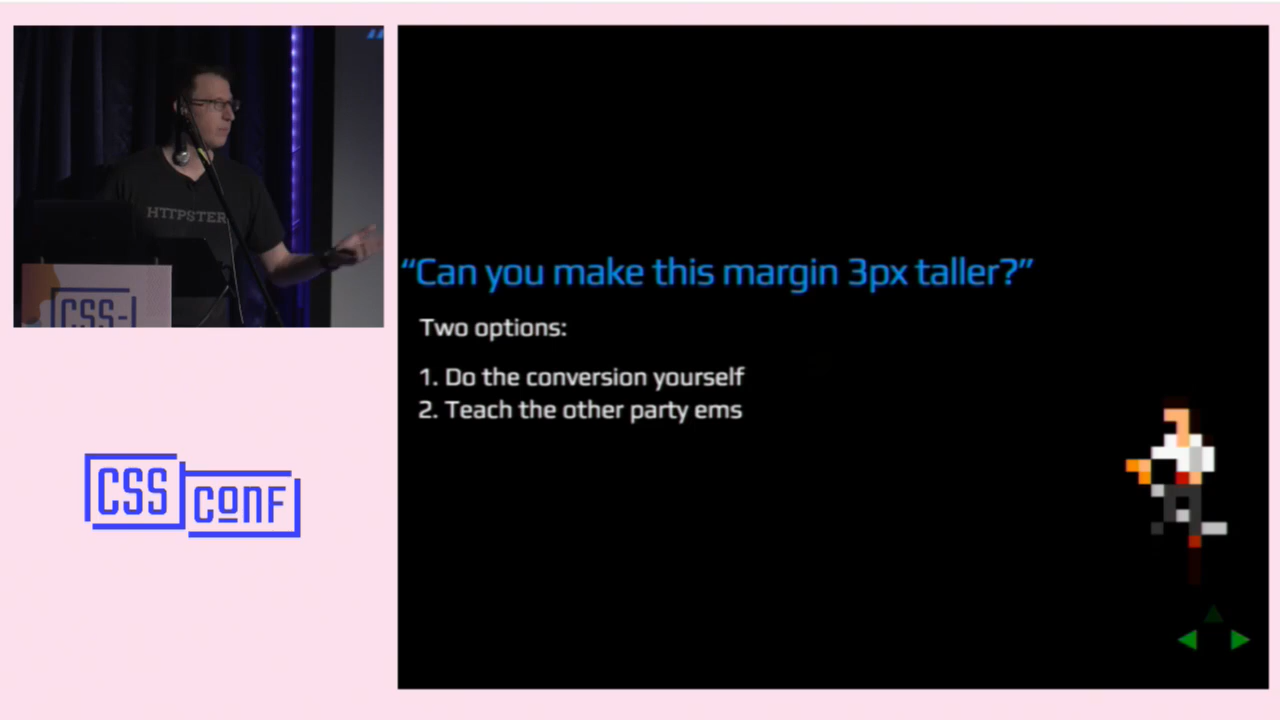 HTTPSTER
CSS-
CSS
CONF
“Can you make this margin 3px taller?”
Two options:
1. Do the conversion yourself
2. Teach the other party ems